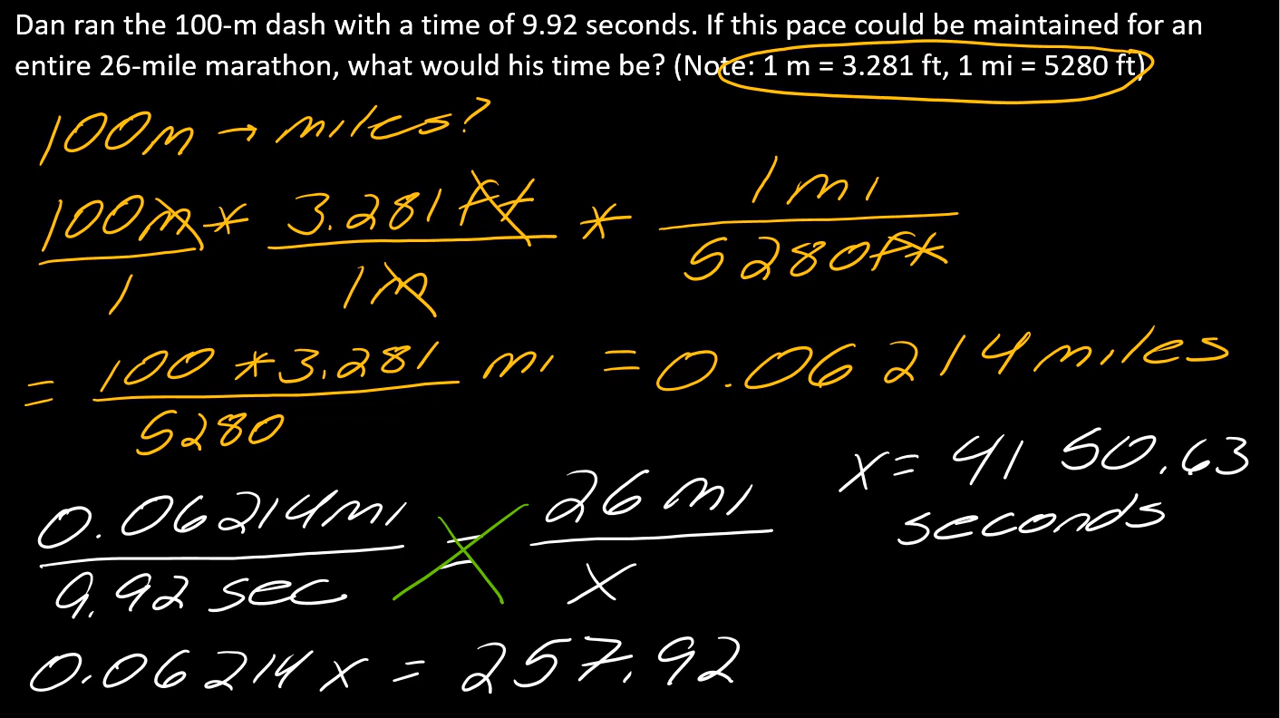 Dan ran the 100-m dash with a time of 9.92 seconds. If this pace could be maintained for an
entire 26-mile marathon, what would his time be? (Note: 1 m = 3.281 ft, 1 mi = 5280 ft)
100m → miles?
100m/1 * 3.281 ft/1m * 1mi/5280ft
= 100 * 3.281/5280 mi = 0.06214 miles
x = 4150.63
seconds
0.06214mi/9.92 sec = 26 mi/x
0.06214x = 257.92